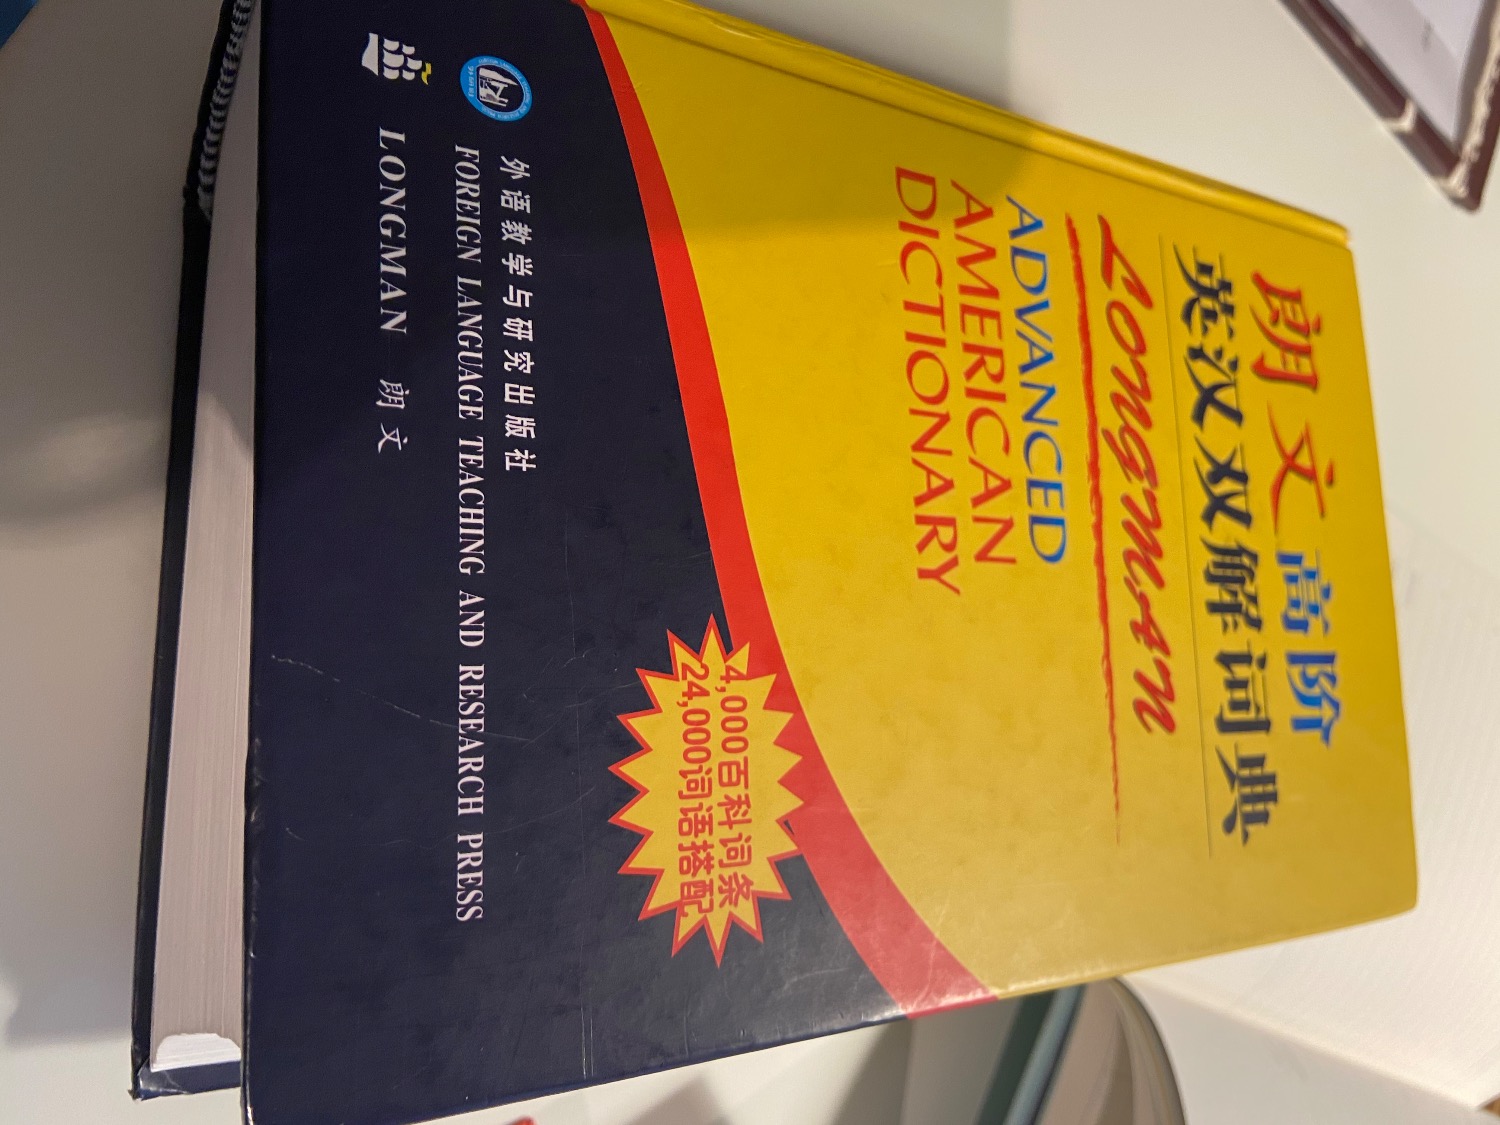 朗文高阶
英汉双解词典
Longman
ADVANCED
AMERICAN
DICTIONARY
4,000百科词条
24,000词语搭配
外语教学与研究出版社
FOREIGN LANGUAGE TEACHING AND RESEARCH PRESS
LONGMAN 朗文